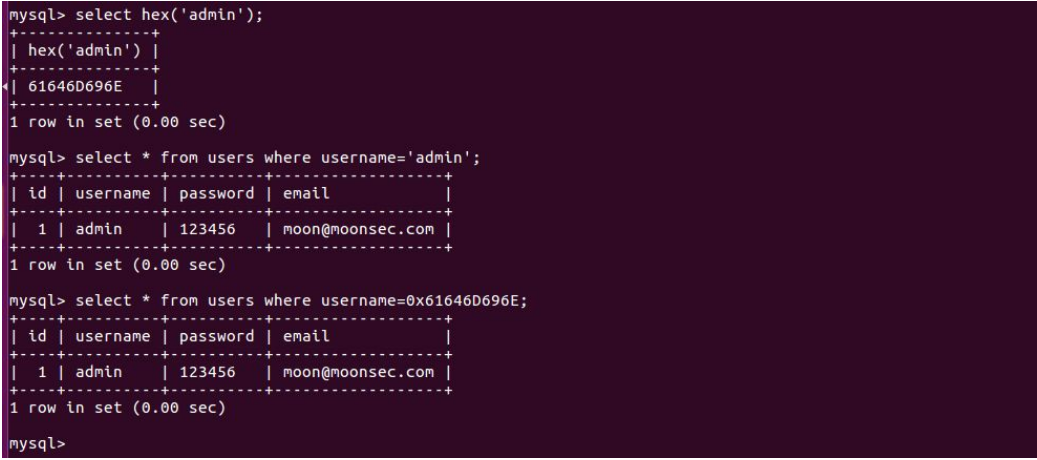 mysql> select hex('admin');
+--------------+
| hex('admin') |
+--------------+
| 61646D696E   |
+--------------+
1 row in set (0.00 sec)
mysql> select * from users where username='admin';
+----+----------+----------+------------------+
| id | username | password | email            |
+----+----------+----------+------------------+
|  1 | admin    | 123456   | moon@moonsec.com |
+----+----------+----------+------------------+
1 row in set (0.00 sec)
mysql> select * from users where username=0x61646D696E;
+----+----------+----------+------------------+
| id | username | password | email            |
+----+----------+----------+------------------+
|  1 | admin    | 123456   | moon@moonsec.com |
+----+----------+----------+------------------+
1 row in set (0.00 sec)
mysql>